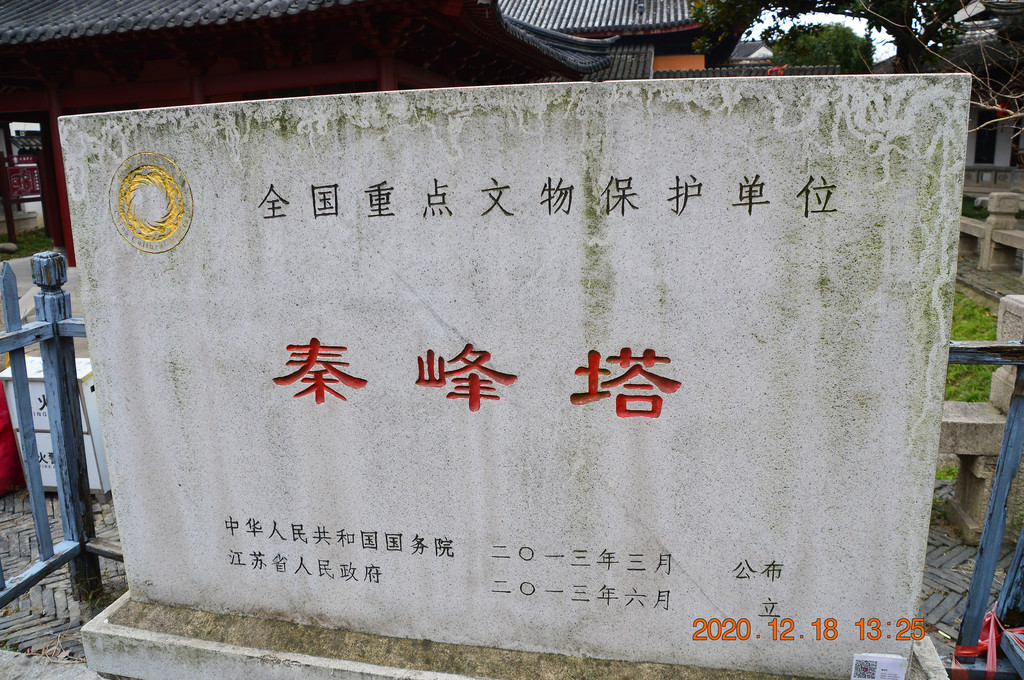 全国重点文物保护单位
秦峰塔
中华人民共和国国务院 二〇一三年三月 公布
江苏省人民政府 二〇一三年六月 立
2020.12.18 13:25